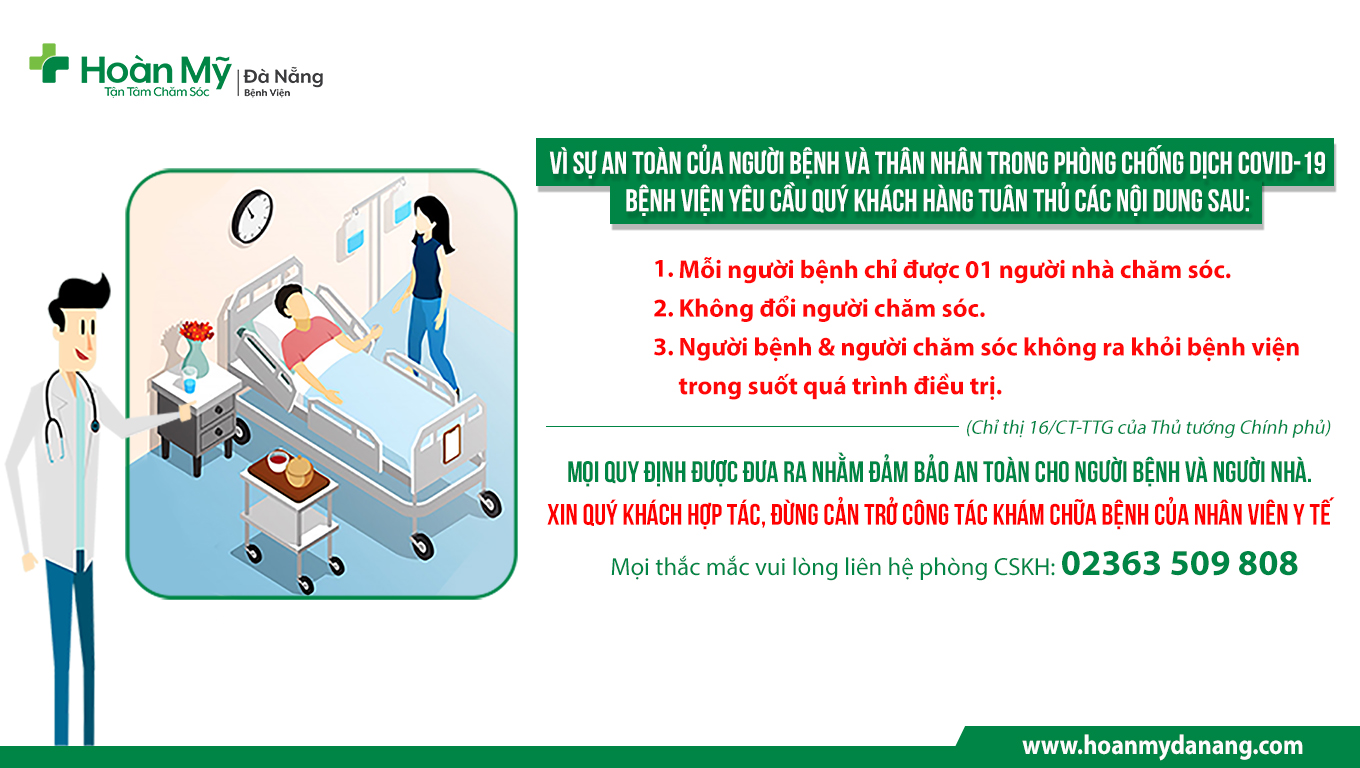 Hoàn Mỹ
Tận Tâm Chăm Sóc
Đà Nẵng
Bệnh Viện
VÌ SỰ AN TOÀN CỦA NGƯỜI BỆNH VÀ THÂN NHÂN TRONG PHÒNG CHỐNG DỊCH COVID-19
BỆNH VIỆN YÊU CẦU QUÝ KHÁCH HÀNG TUÂN THỦ CÁC NỘI DUNG SAU:
1. Mỗi người bệnh chỉ được 01 người nhà chăm sóc.
2. Không đổi người chăm sóc.
3. Người bệnh & người chăm sóc không ra khỏi bệnh viện
trong suốt quá trình điều trị.
(Chỉ thị 16/CT-TTG của Thủ tướng Chính phủ)
MỌI QUY ĐỊNH ĐƯỢC ĐƯA RA NHẰM ĐẢM BẢO AN TOÀN CHO NGƯỜI BỆNH VÀ NGƯỜI NHÀ.
XIN QUÝ KHÁCH HỢP TÁC, ĐỪNG CẢN TRỞ CÔNG TÁC KHÁM CHỮA BỆNH CỦA NHÂN VIÊN Y TẾ
Mọi thắc mắc vui lòng liên hệ phòng CSKH: 02363 509 808
www.hoanmydanang.com